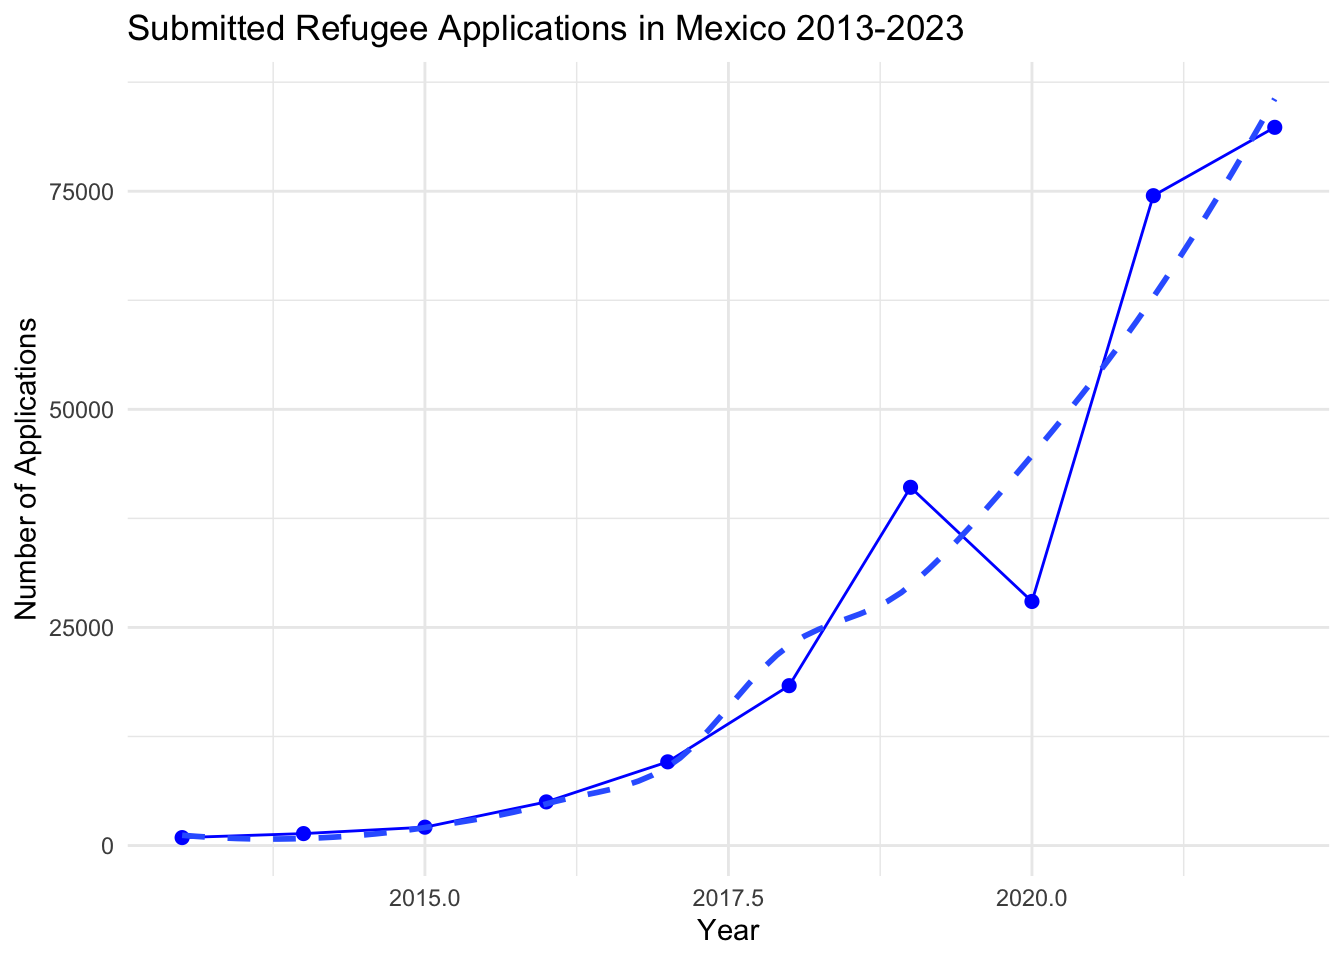 Submitted Refugee Applications in Mexico 2013-2023
75000
50000
25000
0
Number of Applications
2015.0 2017.5 2020.0
Year